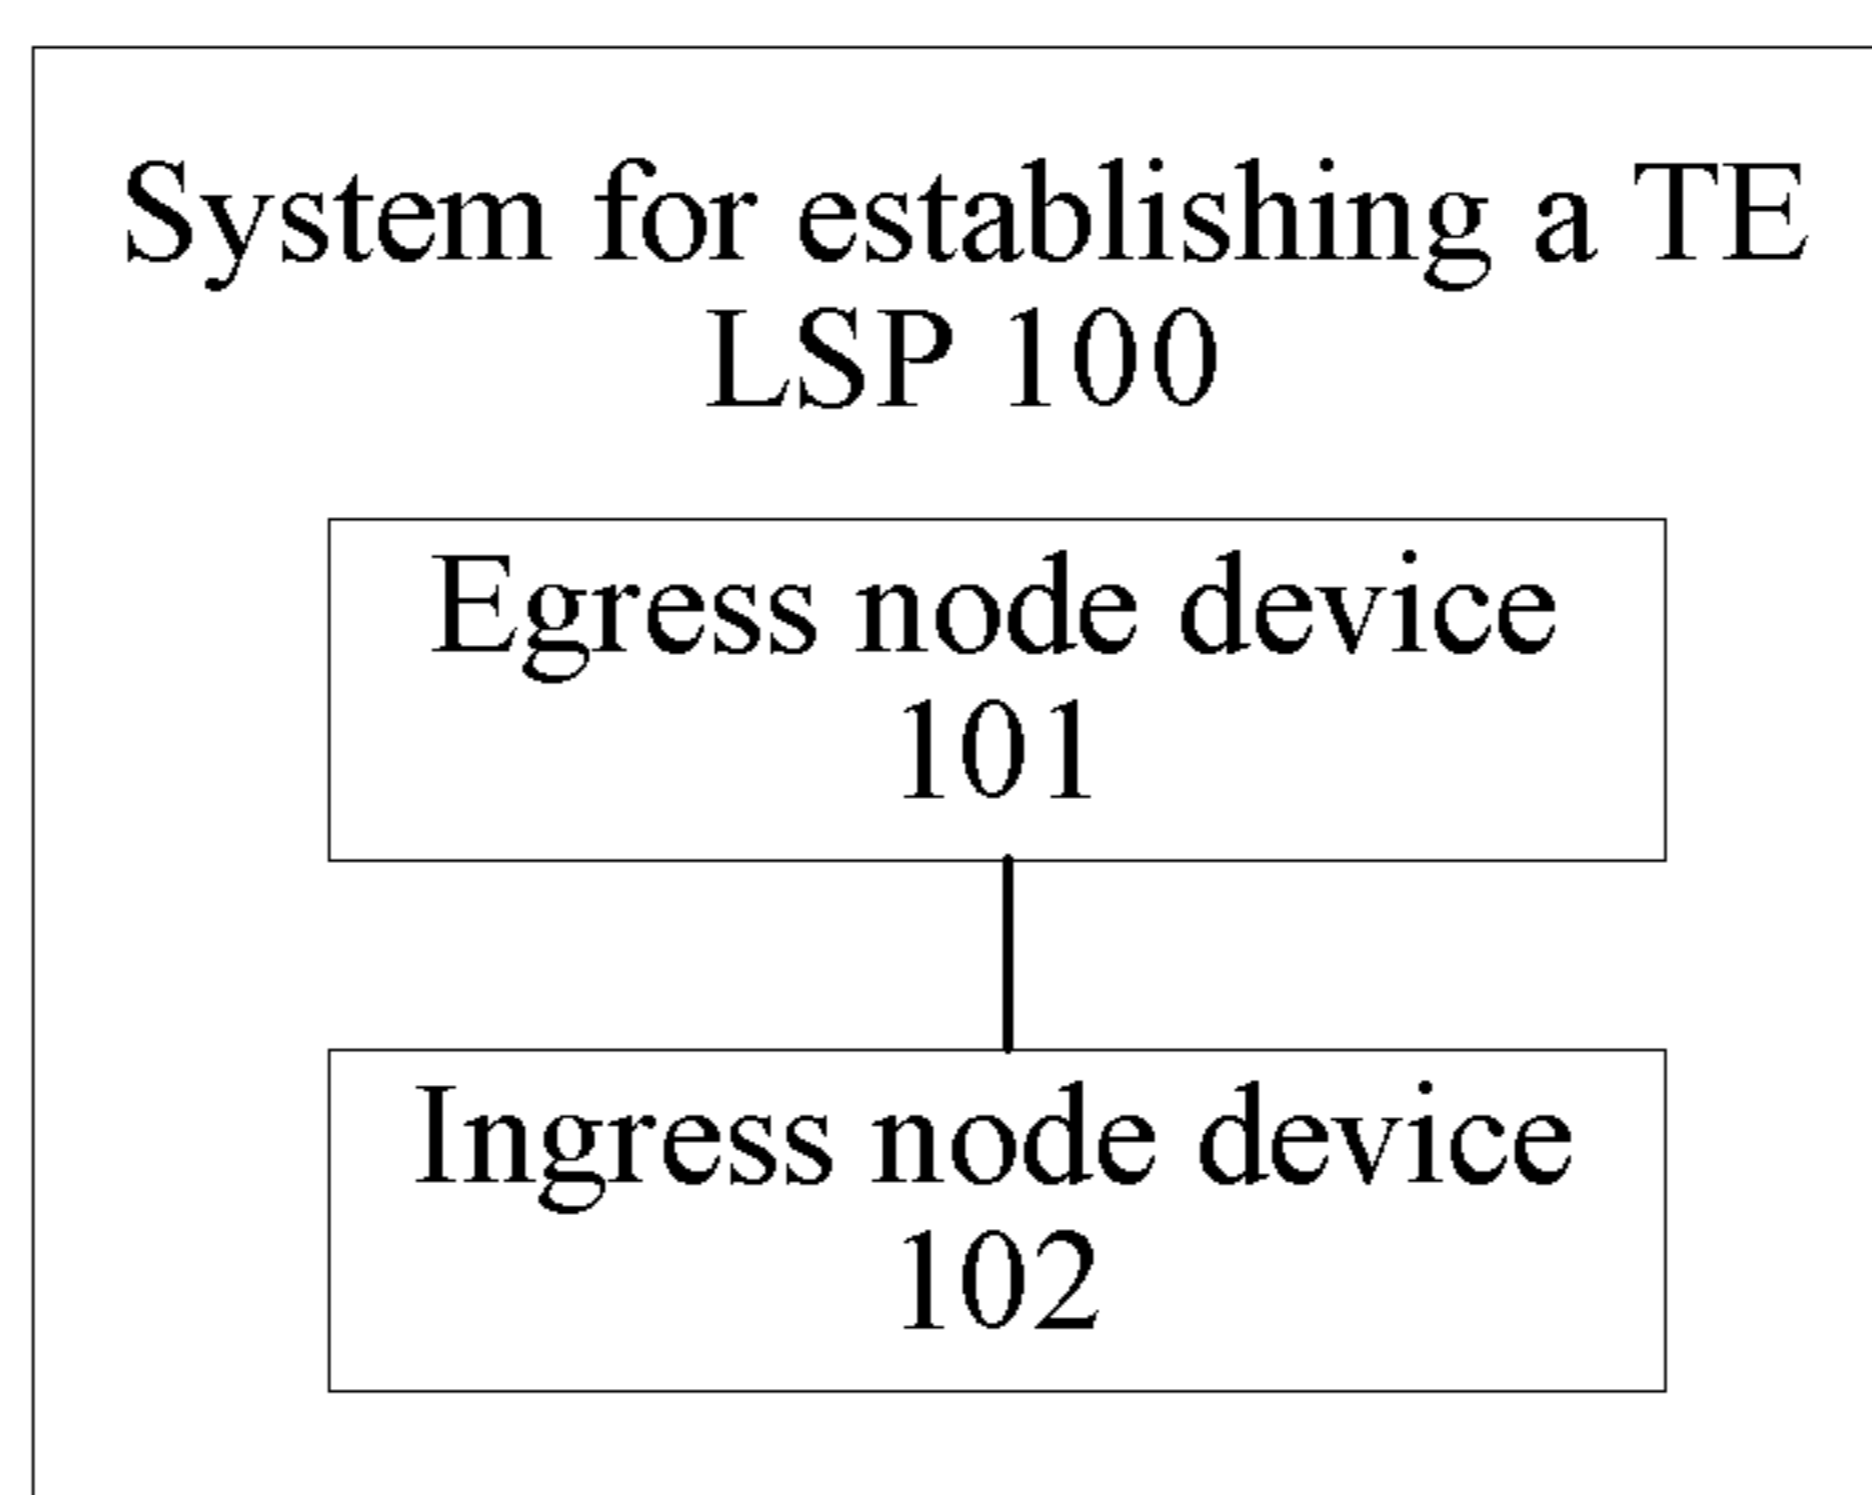 System for establishing a TE
LSP 100
Egress node device
101
Ingress node device
102